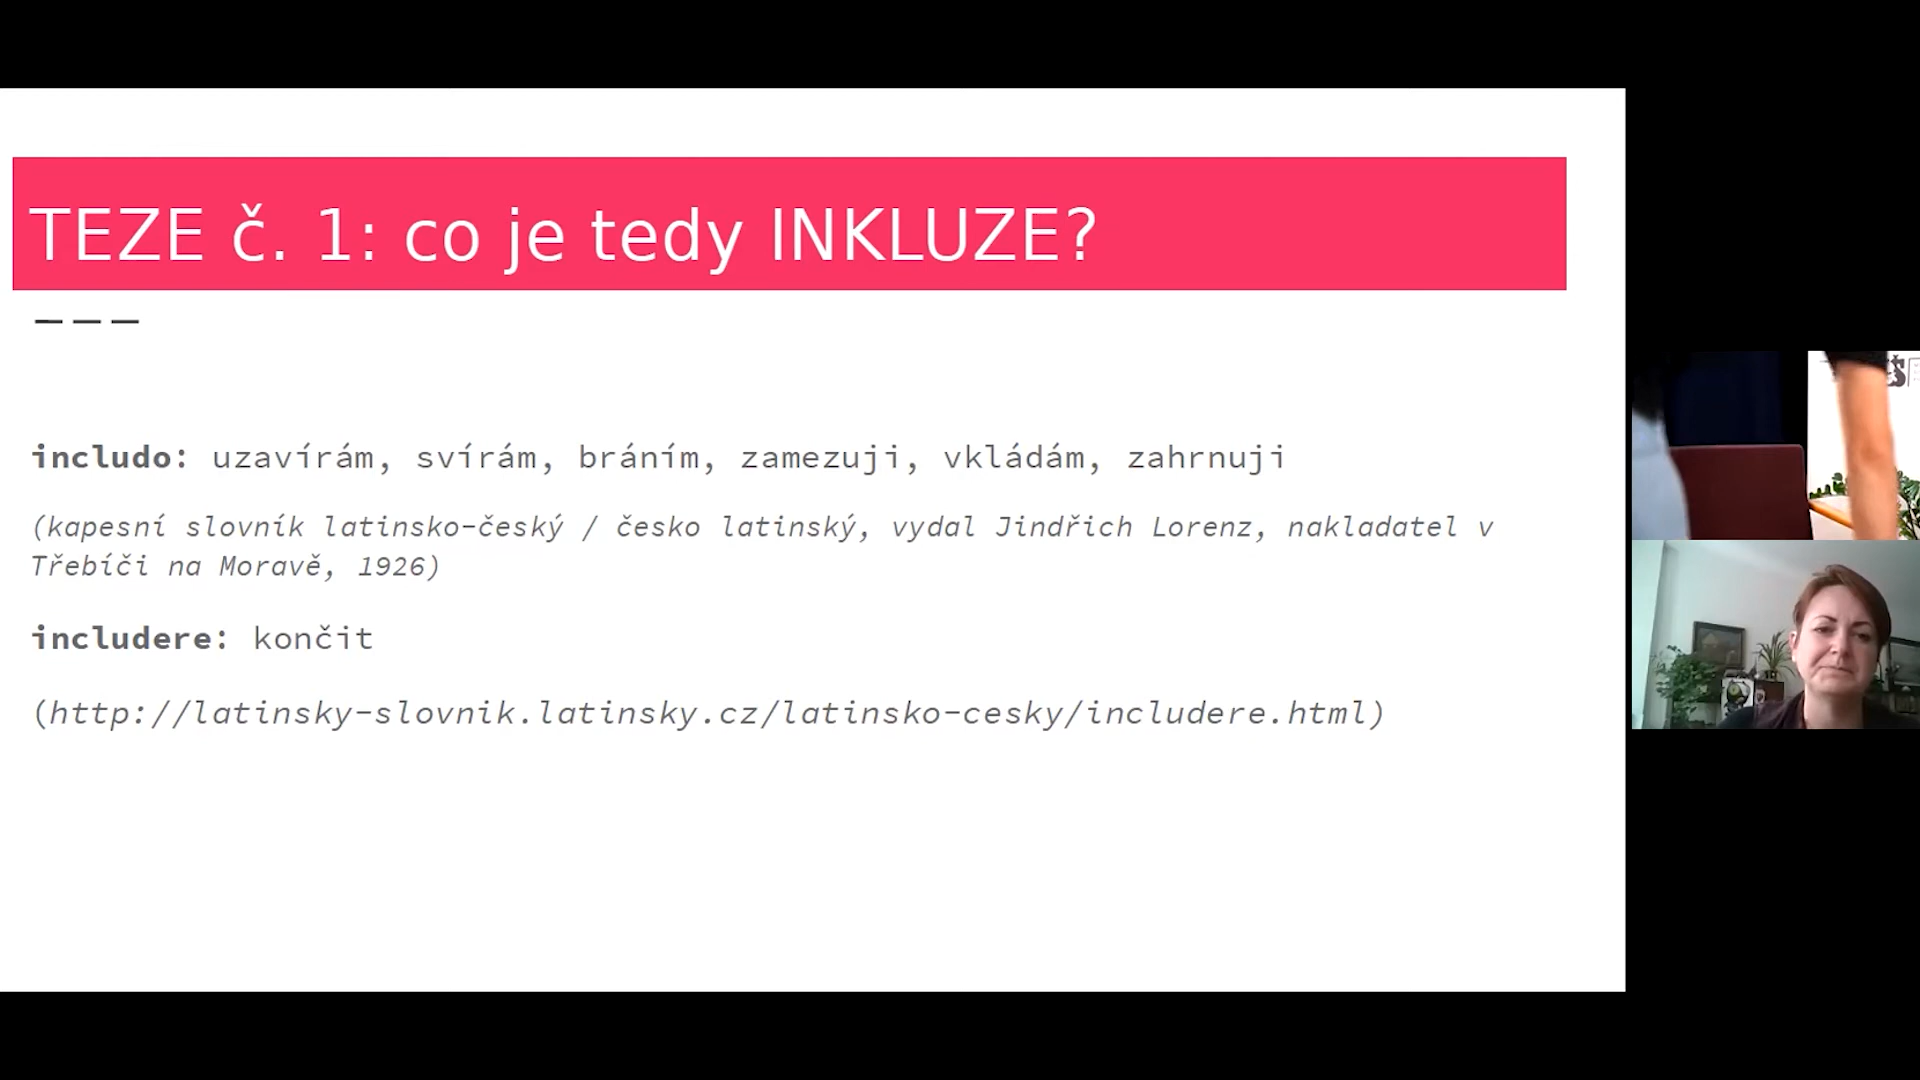 TEZE č. 1: co je tedy INKLUZE?
includo: uzavírám, svírám, bráním, zamezuji, vkládám, zahrnuji
(kapesní slovník latinsko-český / česko latinský, vydal Jindřich Lorenz, nakladatel v
Třebíči na Moravě, 1926)
includere: končit
(http://latinsky-slovnik.latinsky.cz/latinsko-cesky/includere.html)